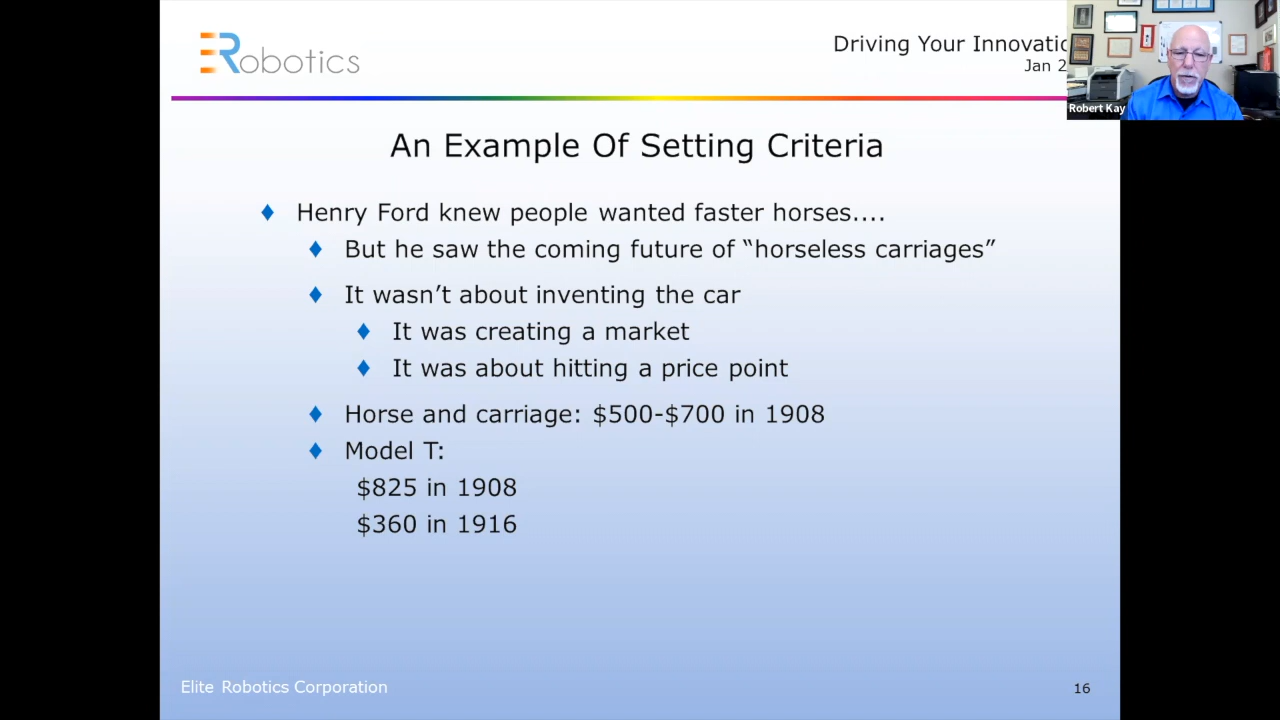 ERobotics
Driving Your Innovatio
Jan 2
Robert Kay
An Example Of Setting Criteria
Henry Ford knew people wanted faster horses....
But he saw the coming future of “horseless carriages”
It wasn’t about inventing the car
It was creating a market
It was about hitting a price point
Horse and carriage: $500-$700 in 1908
Model T:
$825 in 1908
$360 in 1916
Elite Robotics Corporation
16